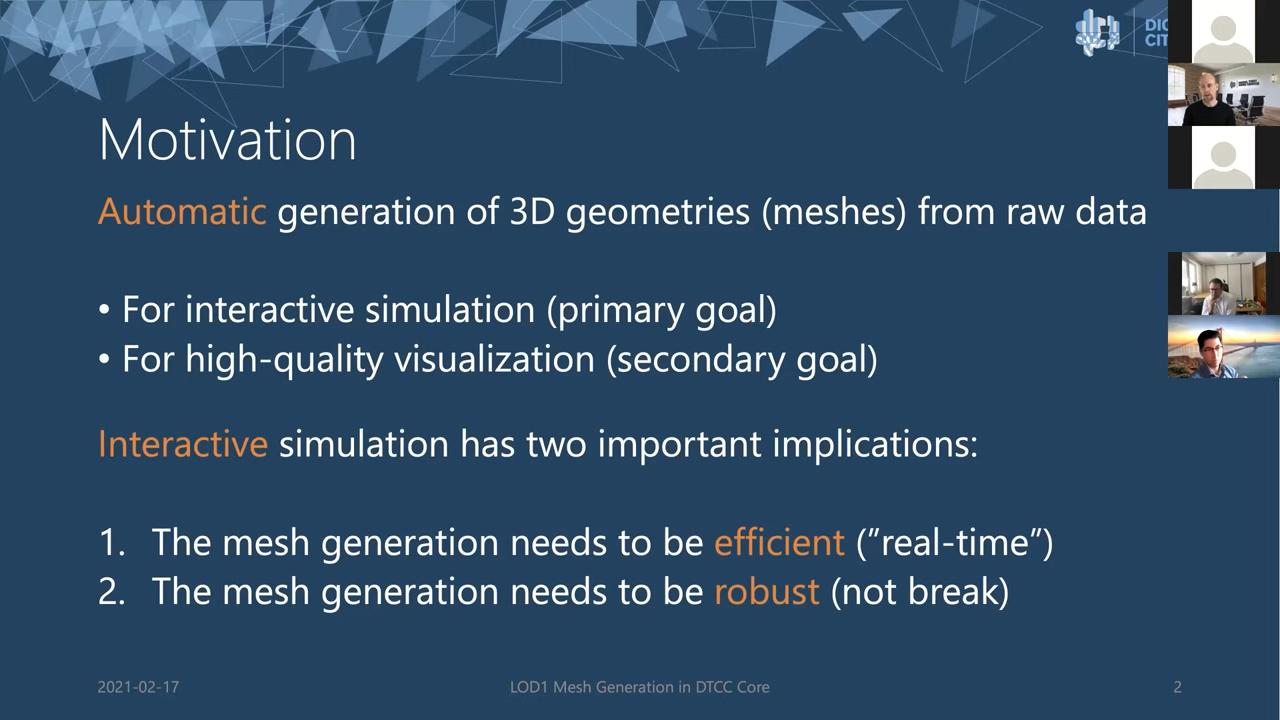 DIG
CIT
Motivation
Automatic generation of 3D geometries (meshes) from raw data
• For interactive simulation (primary goal)
• For high-quality visualization (secondary goal)
Interactive simulation has two important implications:
1. The mesh generation needs to be efficient (”real-time”)
2. The mesh generation needs to be robust (not break)
2021-02-17 LOD1 Mesh Generation in DTCC Core 2